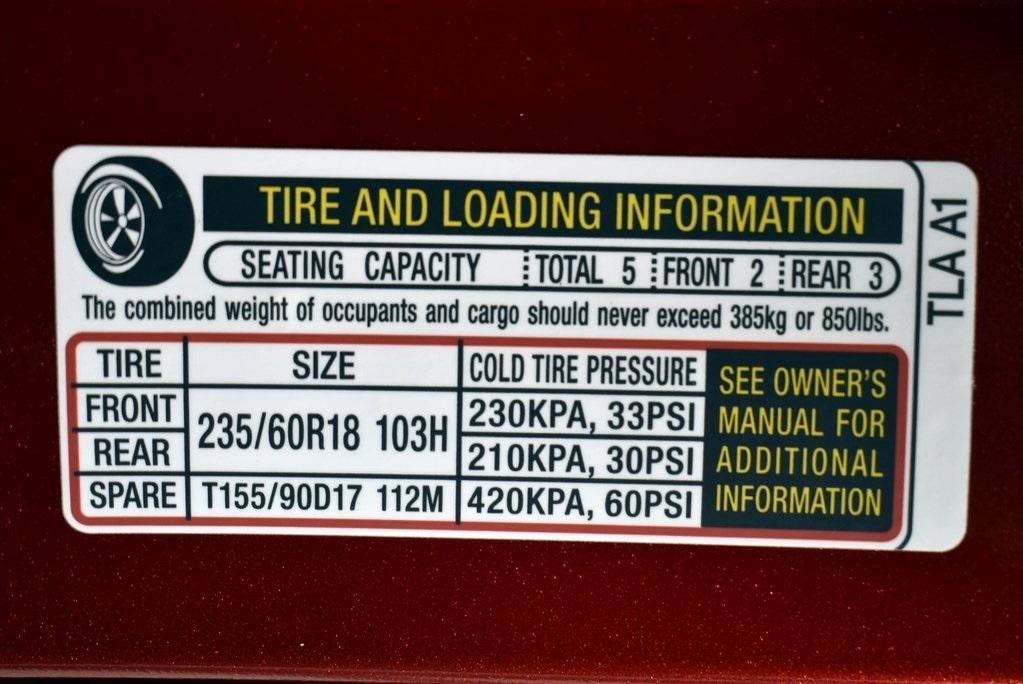 TIRE AND LOADING INFORMATION
SEATING CAPACITY TOTAL 5 FRONT 2 REAR 3
The combined weight of occupants and cargo should never exceed 385kg or 850lbs.
TIRE SIZE COLD TIRE PRESSURE
FRONT 235/60R18 103H 230KPA, 33PSI
REAR 210KPA, 30PSI
SPARE T155/90D17 112M 420KPA, 60PSI
SEE OWNER'S
MANUAL FOR
ADDITIONAL
INFORMATION
TLA A1